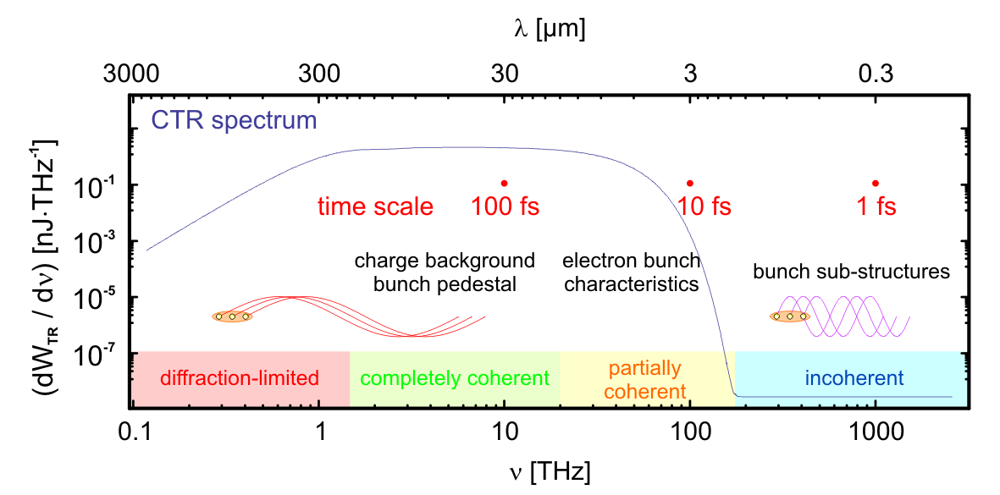 λ [μm]
3000 300 30 3 0.3
CTR spectrum
(dW_TR / dν) [nJ·THz⁻¹]
10⁻¹
time scale 100 fs 10 fs 1 fs
10⁻³
charge background
bunch pedestal
electron bunch
characteristics
bunch sub-structures
10⁻⁵
10⁻⁷
diffraction-limited
completely coherent
partially
coherent
incoherent
0.1 1 10 100 1000
ν [THz]